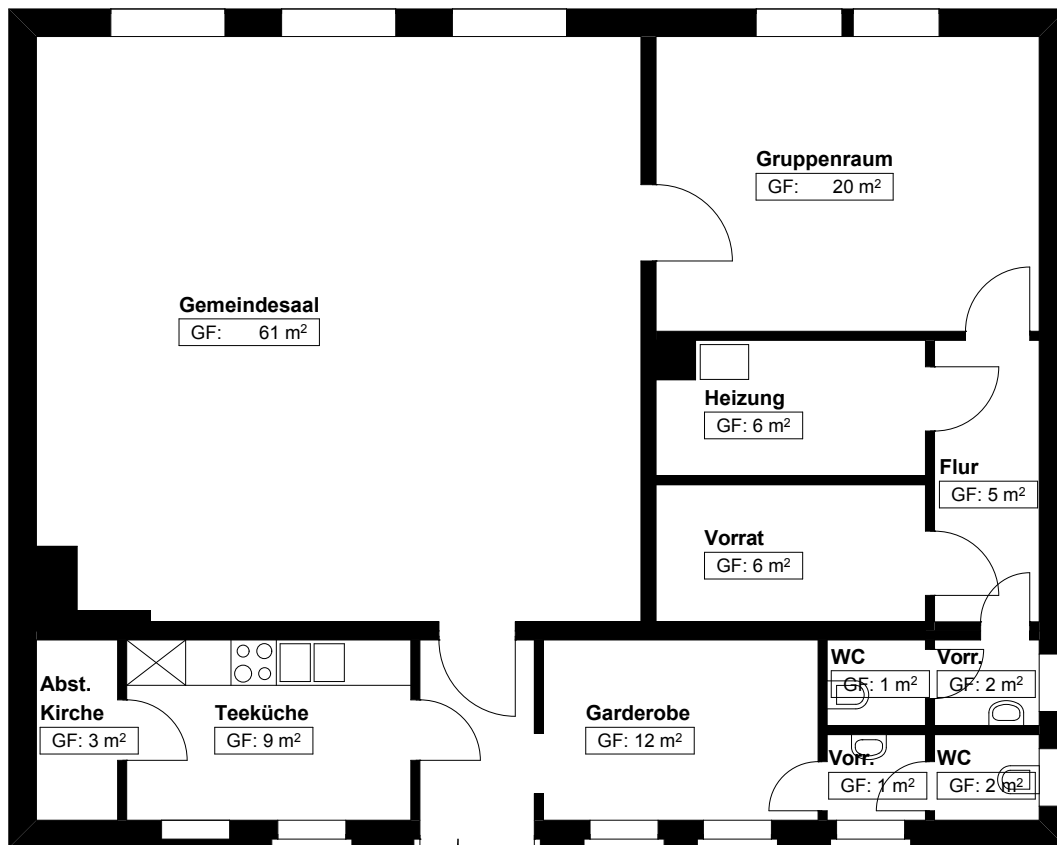 Gruppenraum
GF: 20 m²
Gemeindesaal
GF: 61 m²
Heizung
GF: 6 m²
Flur
GF: 5 m²
Vorrat
GF: 6 m²
Abst.
Kirche
GF: 3 m²
Teeküche
GF: 9 m²
Garderobe
GF: 12 m²
WC
GF: 1 m²
Vorr.
GF: 2 m²
Vorr.
GF: 1 m²
WC
GF: 2 m²